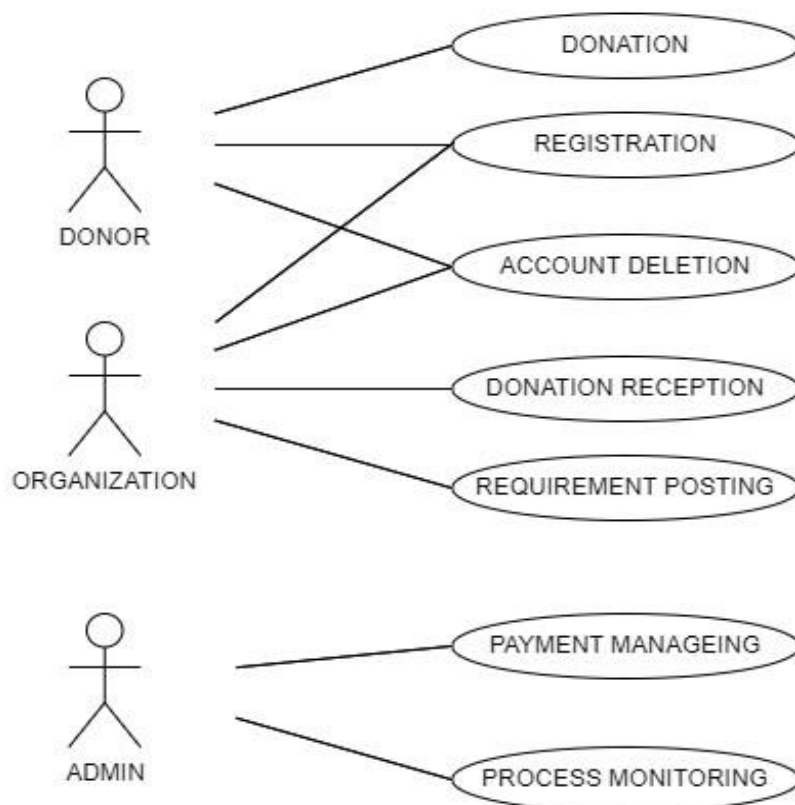 DONATION
REGISTRATION
DONOR
ACCOUNT DELETION
DONATION RECEPTION
ORGANIZATION
REQUIREMENT POSTING
PAYMENT MANAGEING
ADMIN
PROCESS MONITORING